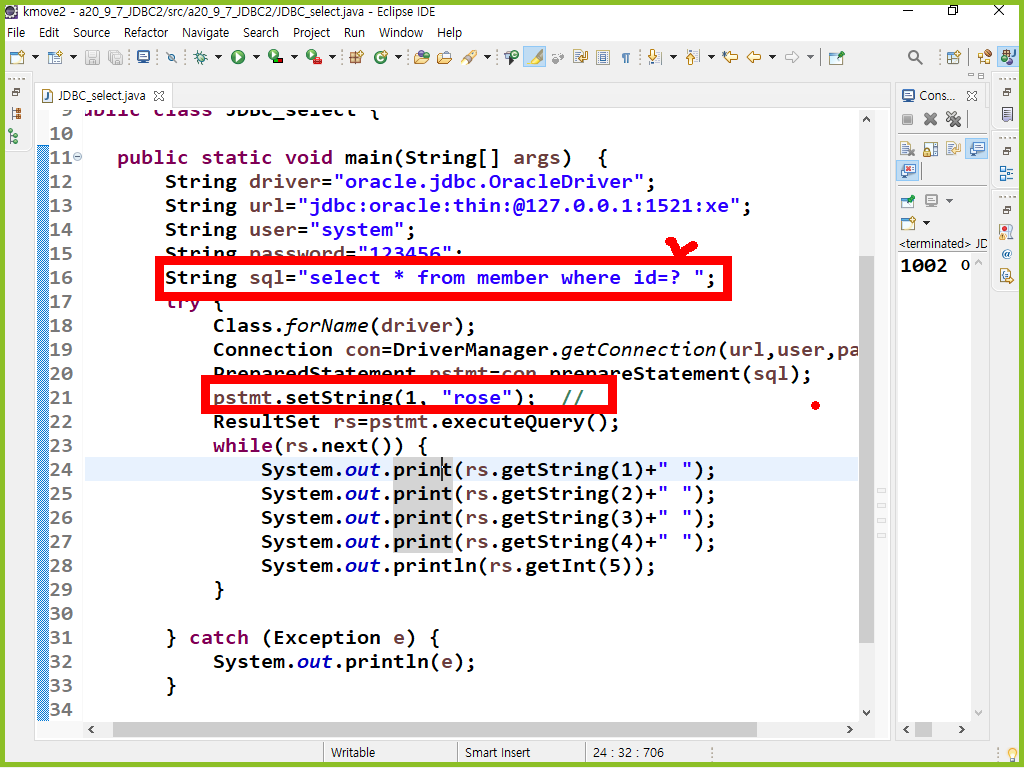 kmove2 - a20_9_7_JDBC2/src/a20_9_7_JDBC2/JDBC_select.java - Eclipse IDE
File Edit Source Refactor Navigate Search Project Run Window Help
JDBC_select.java
Cons...
9 public class JDBC_select {
10
11 public static void main(String[] args)  {
12 String driver="oracle.jdbc.OracleDriver";
13 String url="jdbc:oracle:thin:@127.0.0.1:1521:xe";
14 String user="system";
15 String password="123456";
16 String sql="select * from member where id=? ";
17 try {
18 Class.forName(driver);
19 Connection con=DriverManager.getConnection(url,user,pa
20 PreparedStatement pstmt=con.prepareStatement(sql);
21 pstmt.setString(1, "rose");  //
22 ResultSet rs=pstmt.executeQuery();
23 while(rs.next()) {
24 System.out.print(rs.getString(1)+" ");
25 System.out.print(rs.getString(2)+" ");
26 System.out.print(rs.getString(3)+" ");
27 System.out.print(rs.getString(4)+" ");
28 System.out.println(rs.getInt(5));
29 }
30
31 } catch (Exception e) {
32 System.out.println(e);
33 }
34
<terminated> JD
1002 o
Writable Smart Insert 24 : 32 : 706